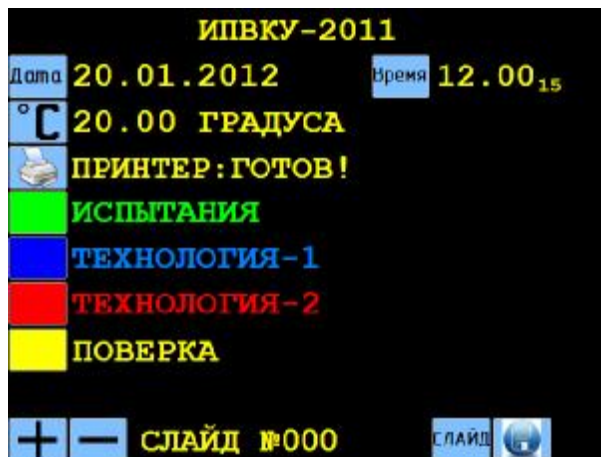 ИПВКУ-2011
Дата 20.01.2012 Время 12.00 15
°C 20.00 ГРАДУСА
ПРИНТЕР:ГОТОВ!
ИСПЫТАНИЯ
ТЕХНОЛОГИЯ-1
ТЕХНОЛОГИЯ-2
ПОВЕРКА
+ - СЛАЙД №000 СЛАЙД